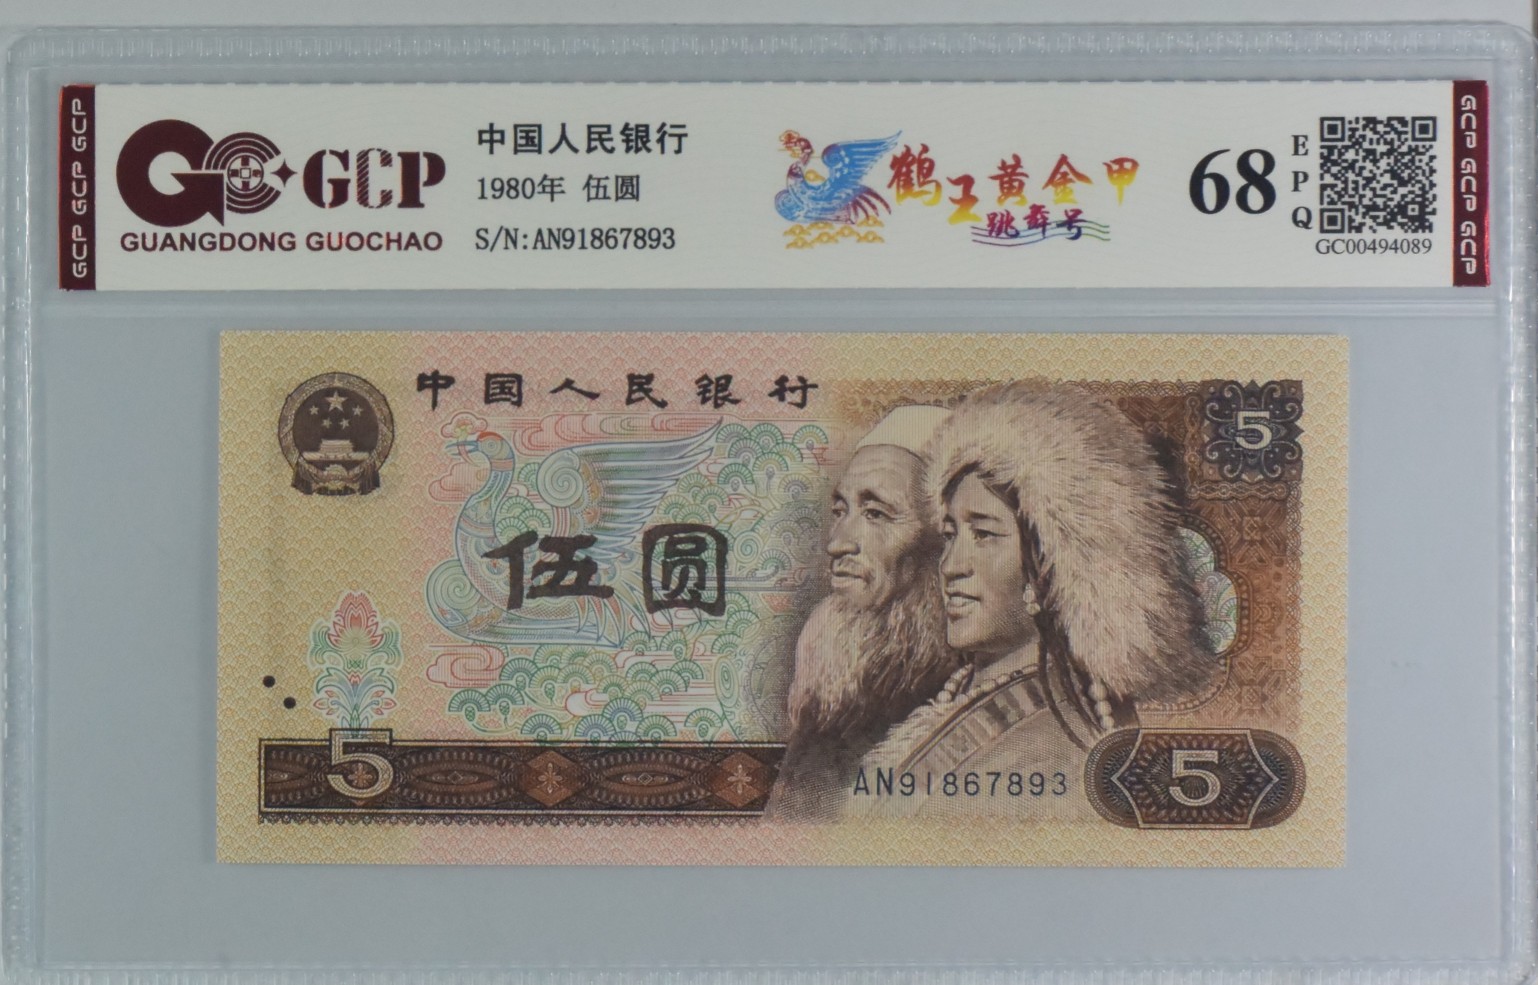 GCP GCP GCP
GCP
GUANGDONG GUOCHAO
中国人民银行
1980年 伍圆
S/N:AN91867893
鹤王黄金甲
跳舞号
68
EPQ
GC00494089
GCP GCP GCP
中国人民银行
5
伍圆
5
AN91867893
5